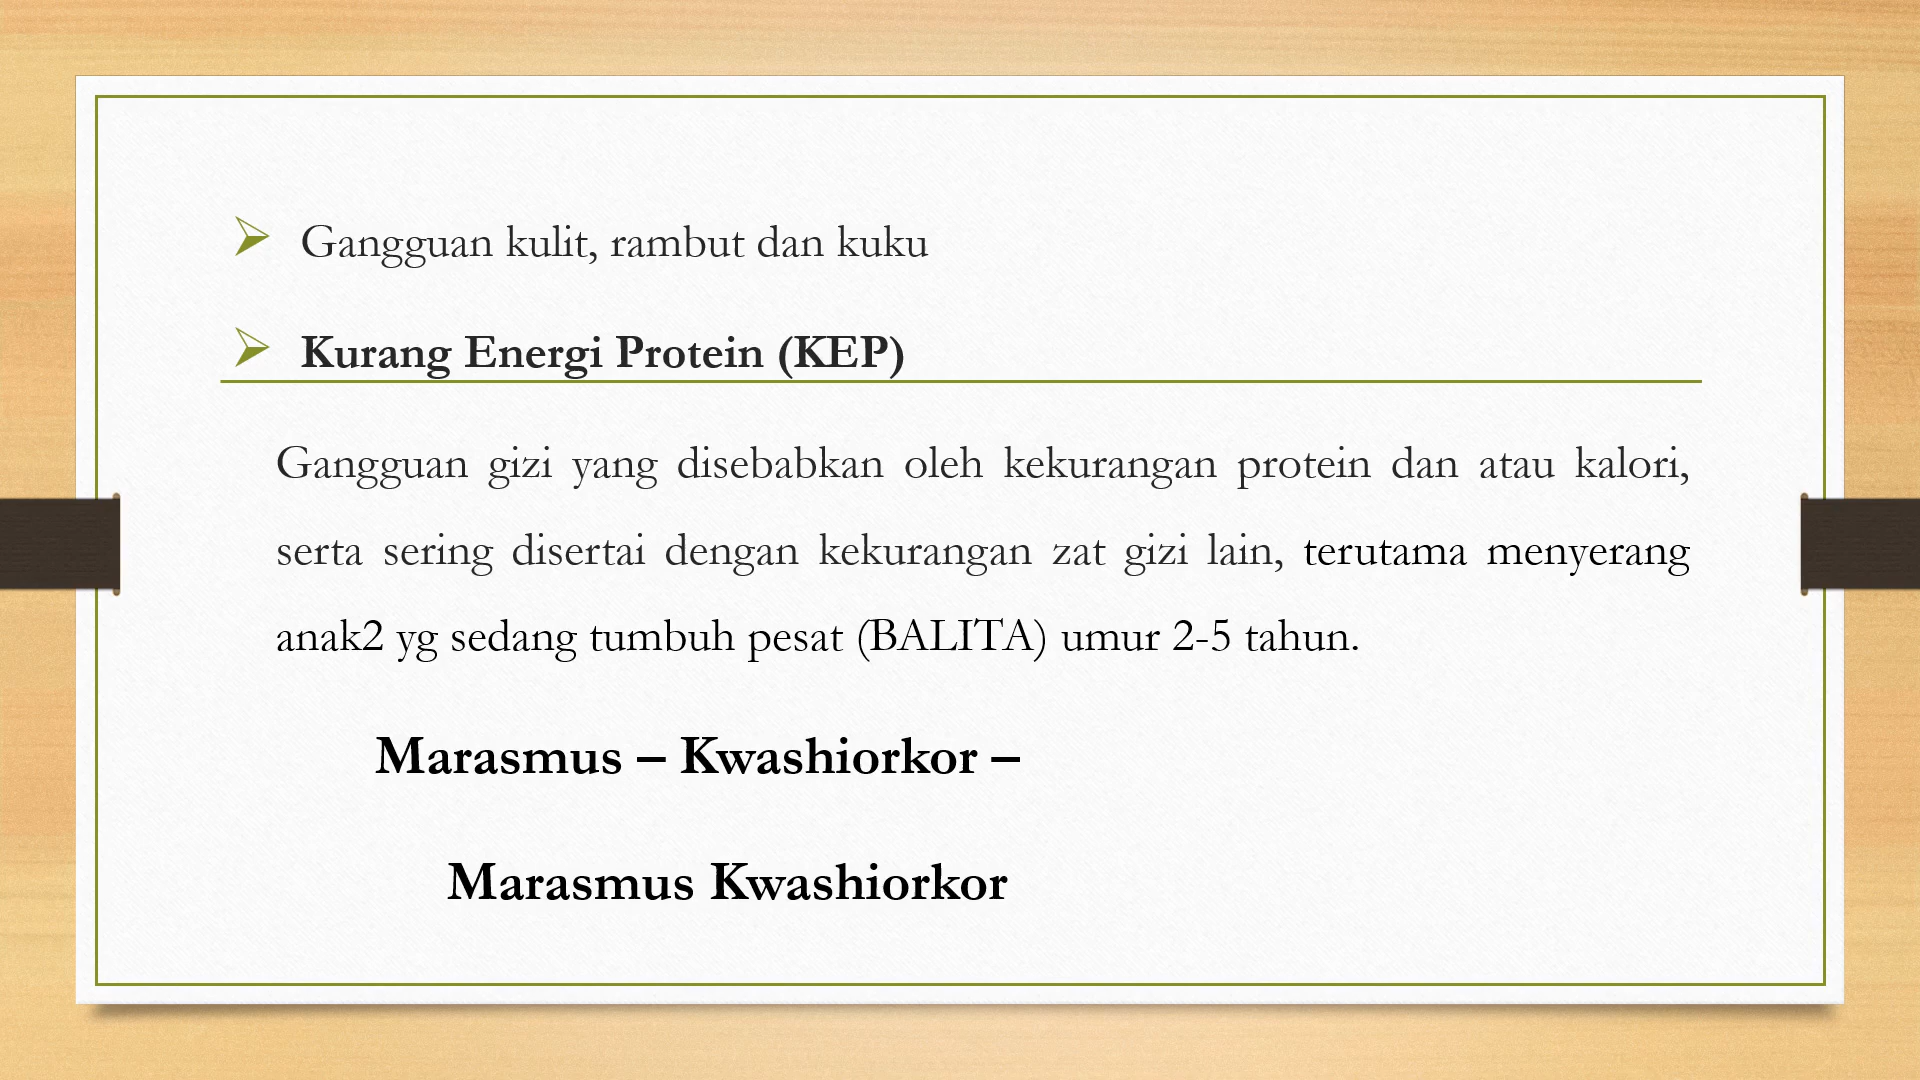 Gangguan kulit, rambut dan kuku
Kurang Energi Protein (KEP)
Gangguan gizi yang disebabkan oleh kekurangan protein dan atau kalori,
serta sering disertai dengan kekurangan zat gizi lain, terutama menyerang
anak2 yg sedang tumbuh pesat (BALITA) umur 2-5 tahun.
Marasmus – Kwashiorkor –
Marasmus Kwashiorkor